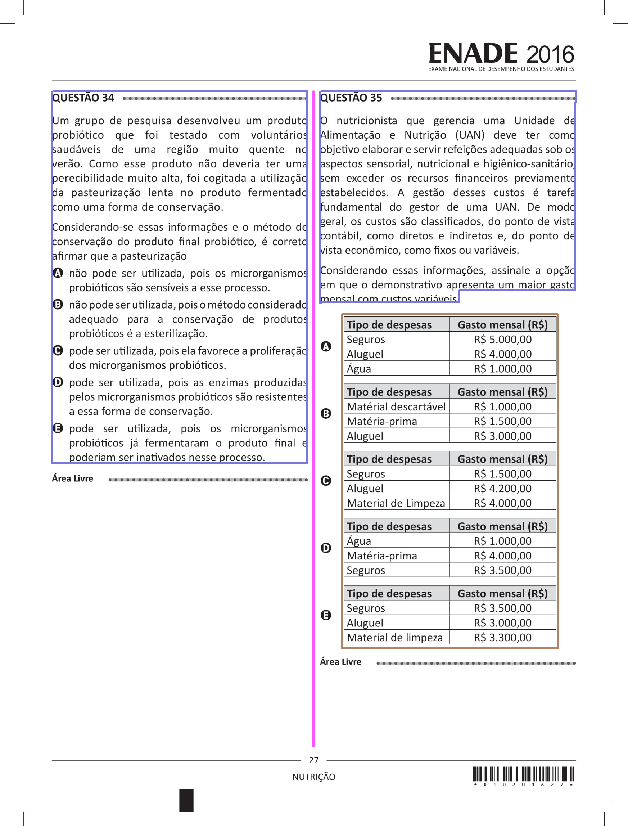 ENADE 2016
EXAME NACIONAL DE DESEMPENHO DOS ESTUDANTES
QUESTÃO 34
Um grupo de pesquisa desenvolveu um produto
probiótico que foi testado com voluntários
saudáveis de uma região muito quente no
verão. Como esse produto não deveria ter uma
perecibilidade muito alta, foi cogitada a utilização
da pasteurização lenta no produto fermentado
como uma forma de conservação.
Considerando-se essas informações e o método de
conservação do produto final probiótico, é correto
afirmar que a pasteurização
A não pode ser utilizada, pois os microrganismos
probióticos são sensíveis a esse processo.
B não pode ser utilizada, pois o método considerado
adequado para a conservação de produtos
probióticos é a esterilização.
C pode ser utilizada, pois ela favorece a proliferação
dos microrganismos probióticos.
D pode ser utilizada, pois as enzimas produzidas
pelos microrganismos probióticos são resistentes
a essa forma de conservação.
E pode ser utilizada, pois os microrganismos
probióticos já fermentaram o produto final e
poderiam ser inativados nesse processo.
Área Livre
QUESTÃO 35
O nutricionista que gerencia uma Unidade de
Alimentação e Nutrição (UAN) deve ter como
objetivo elaborar e servir refeições adequadas sob os
aspectos sensorial, nutricional e higiênico-sanitário,
sem exceder os recursos financeiros previamente
estabelecidos. A gestão desses custos é tarefa
fundamental do gestor de uma UAN. De modo
geral, os custos são classificados, do ponto de vista
contábil, como diretos e indiretos e, do ponto de
vista econômico, como fixos ou variáveis.
Considerando essas informações, assinale a opção
em que o demonstrativo apresenta um maior gasto
mensal com custos variáveis.
A
Tipo de despesas Gasto mensal (R$)
Seguros R$ 5.000,00
Aluguel R$ 4.000,00
Água R$ 1.000,00
B
Tipo de despesas Gasto mensal (R$)
Matérial descartável R$ 1.000,00
Matéria-prima R$ 1.500,00
Aluguel R$ 3.000,00
C
Tipo de despesas Gasto mensal (R$)
Seguros R$ 1.500,00
Aluguel R$ 4.200,00
Material de Limpeza R$ 4.000,00
D
Tipo de despesas Gasto mensal (R$)
Água R$ 1.000,00
Matéria-prima R$ 4.000,00
Seguros R$ 3.500,00
E
Tipo de despesas Gasto mensal (R$)
Seguros R$ 3.500,00
Aluguel R$ 3.000,00
Material de limpeza R$ 3.300,00
Área Livre
27
NUTRIÇÃO